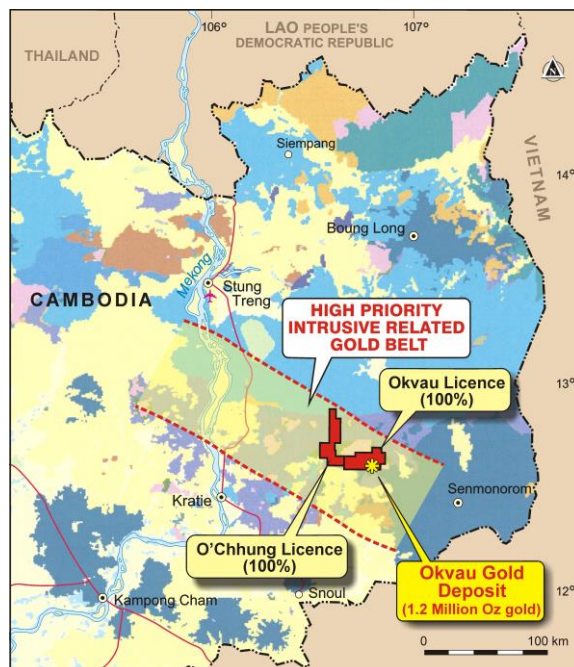 106°
107°
LAO PEOPLE'S
DEMOCRATIC REPUBLIC
THAILAND
N
VIETNAM
Siempang
14°
Boung Long
Mekong
Stung
Treng
CAMBODIA
HIGH PRIORITY
INTRUSIVE RELATED
GOLD BELT
13°
Okvau Licence
(100%)
Kratie
Senmonorom
O'Chhung Licence
(100%)
Okvau Gold
Deposit
(1.2 Million Oz gold)
Snoul
12°
Kampong Cham
0
100 km